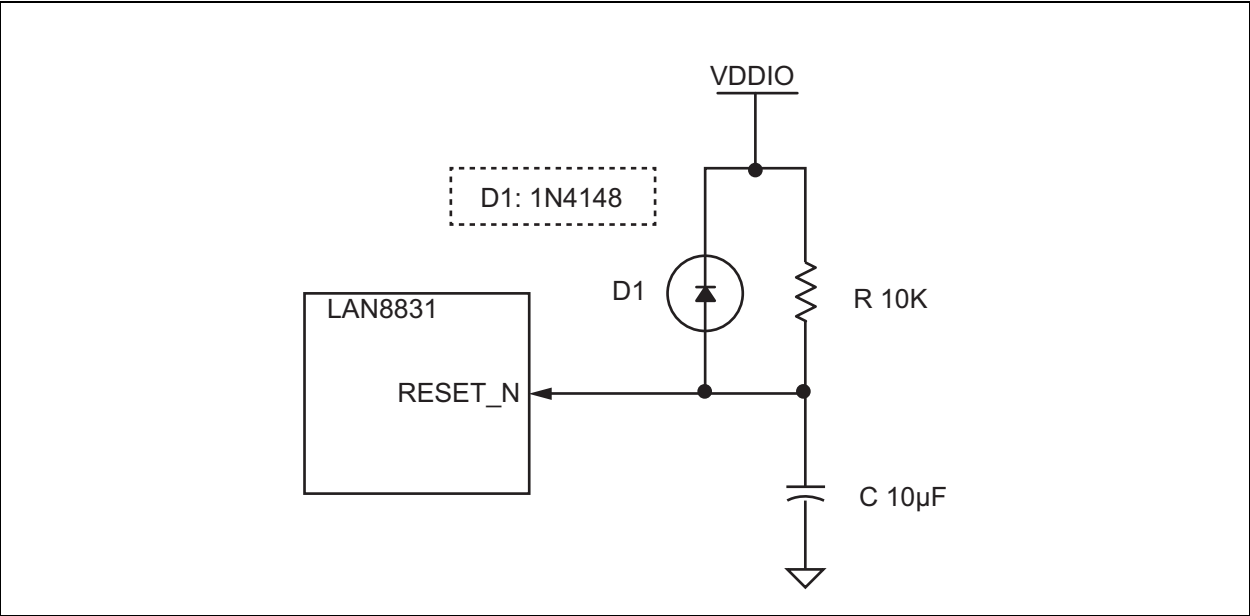 VDDIO
D1: 1N4148
D1
R 10K
LAN8831
RESET_N
C 10µF